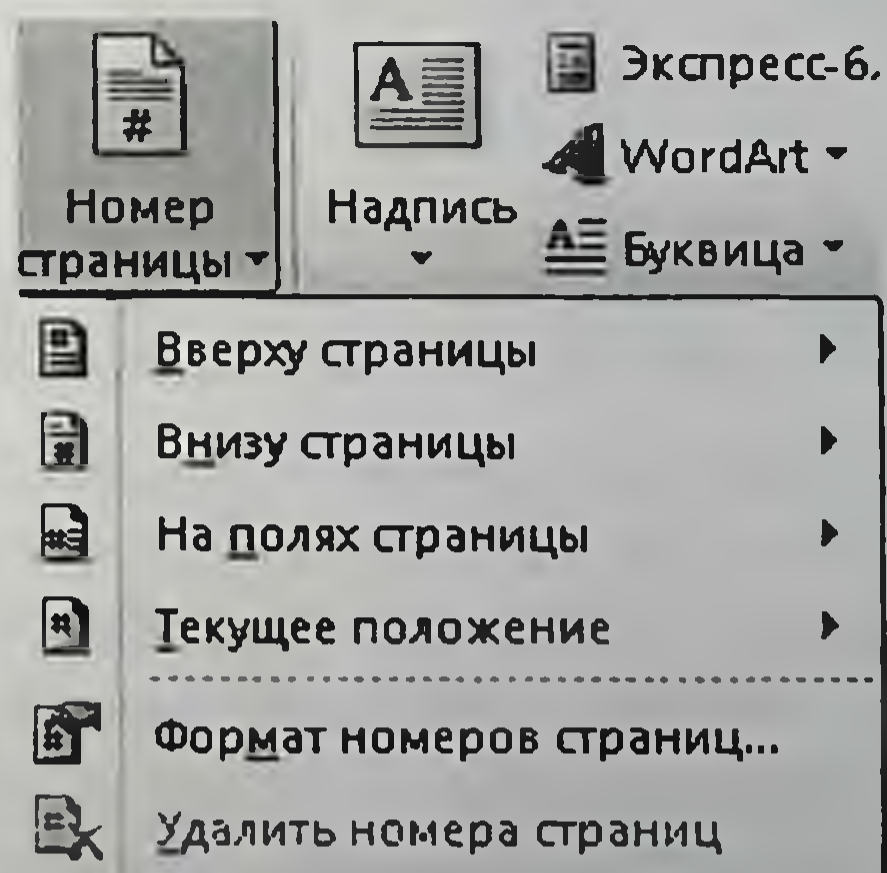 Номер
страницы
Надпись
Экспресс-б
WordArt
Буквица
Вверху страницы
Внизу страницы
На полях страницы
Текущее положение
Формат номеров страниц...
Удалить номера страниц